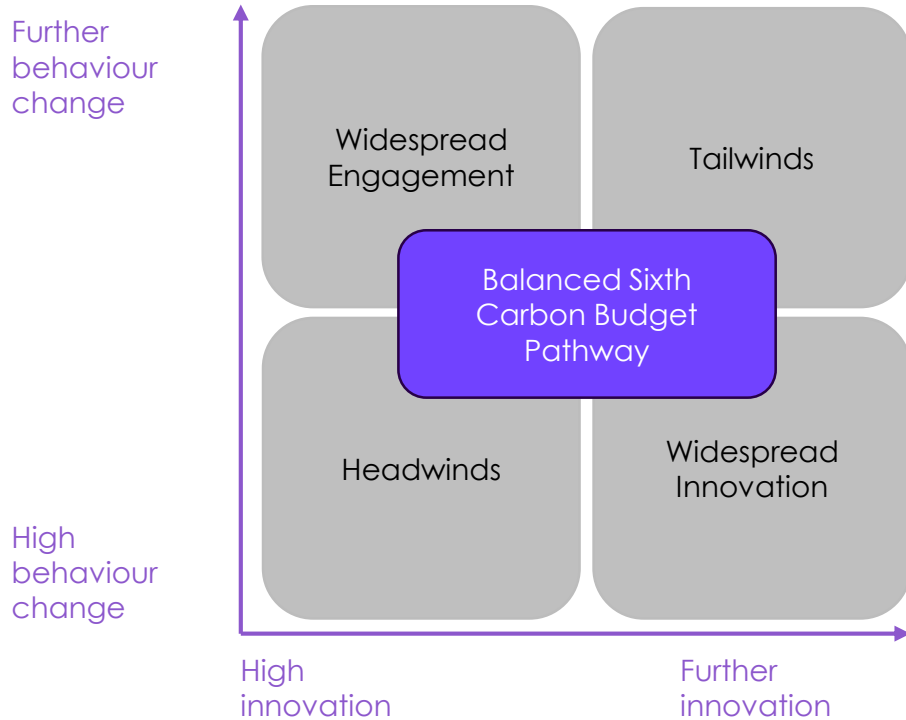 Further
behaviour
change
Widespread
Engagement
Tailwinds
Balanced Sixth
Carbon Budget
Pathway
Headwinds
Widespread
Innovation
High
behaviour
change
High
innovation
Further
innovation